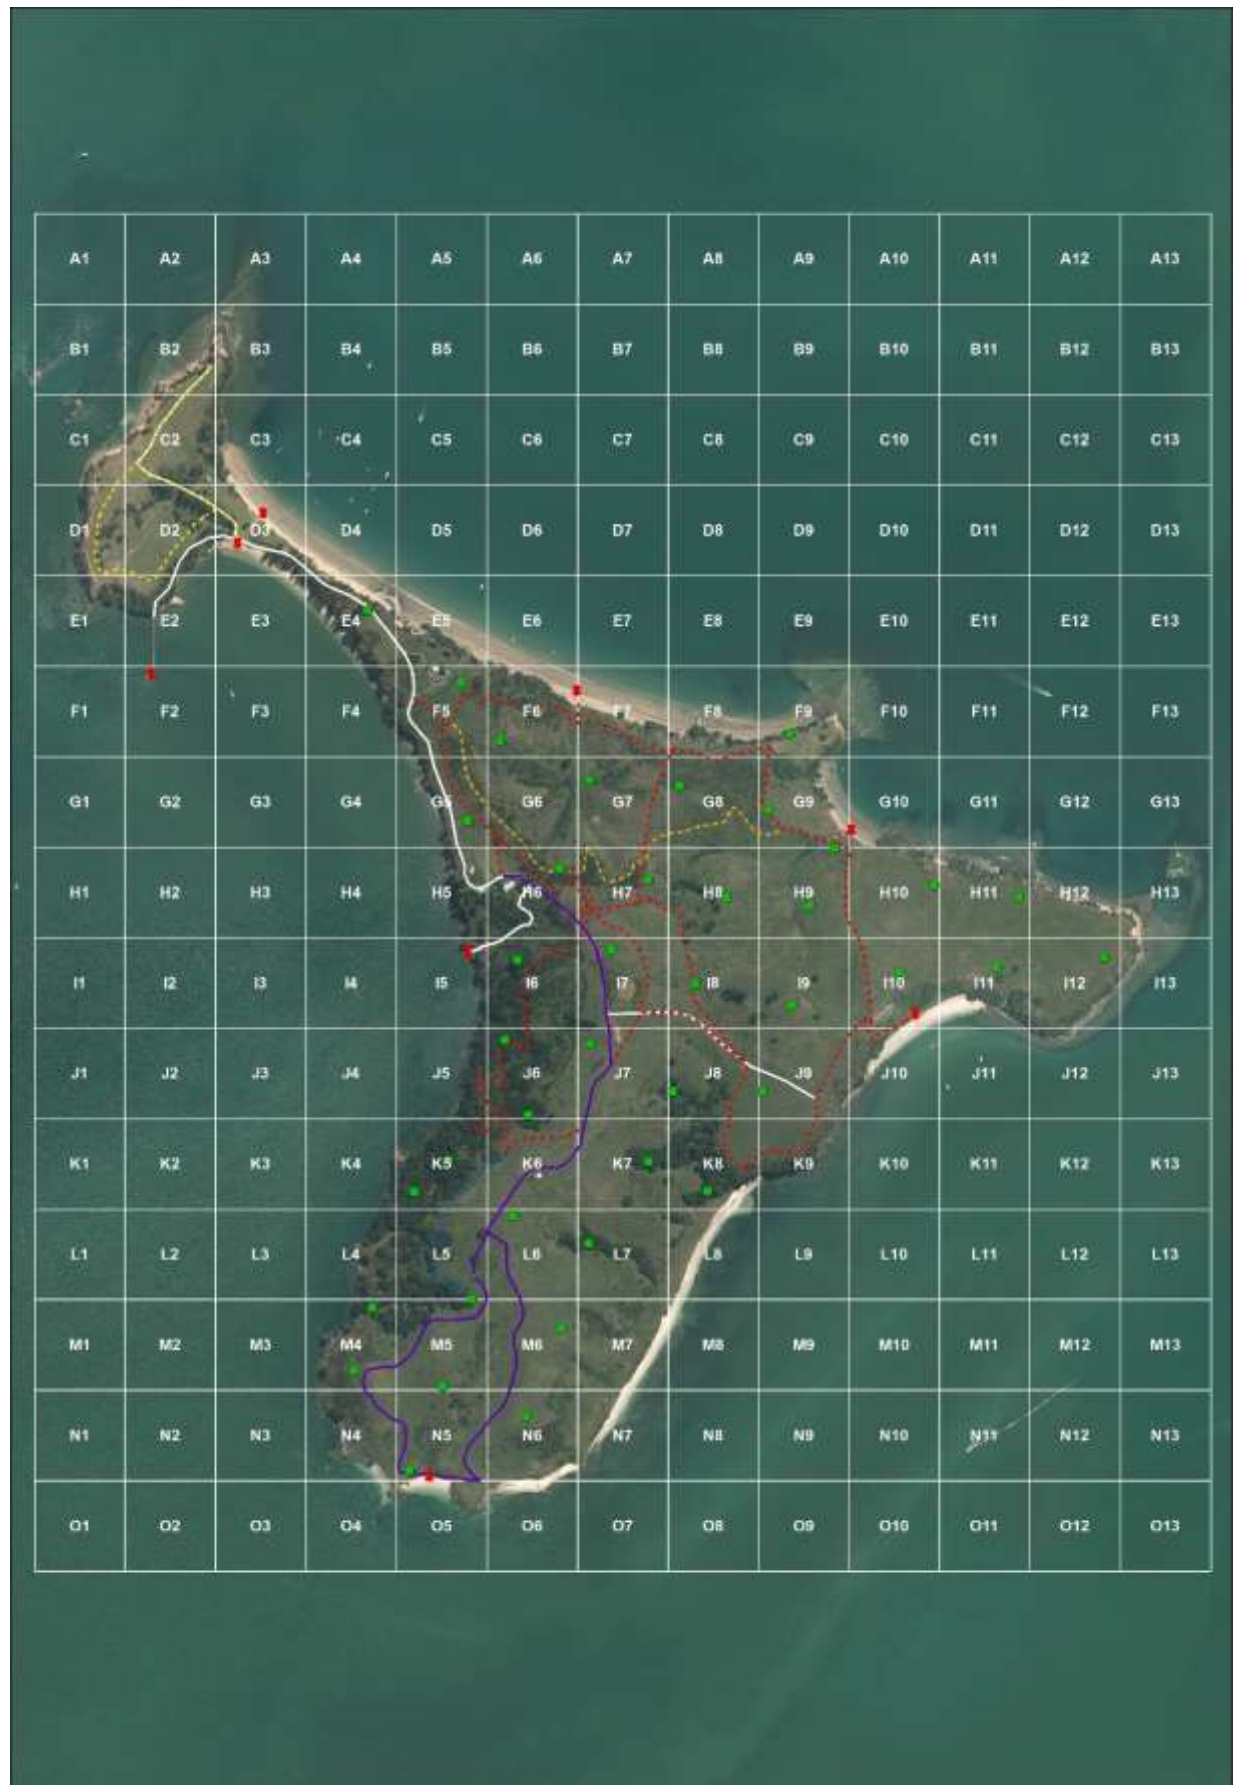 A1 A2 A3 A4 A5 A6 A7 A8 A9 A10 A11 A12 A13
B1 B2 B3 B4 B5 B6 B7 B8 B9 B10 B11 B12 B13
C1 C2 C3 C4 C5 C6 C7 C8 C9 C10 C11 C12 C13
D1 D2 D3 D4 D5 D6 D7 D8 D9 D10 D11 D12 D13
E1 E2 E3 E4 E5 E6 E7 E8 E9 E10 E11 E12 E13
F1 F2 F3 F4 F5 F6 F7 F8 F9 F10 F11 F12 F13
G1 G2 G3 G4 G5 G6 G7 G8 G9 G10 G11 G12 G13
H1 H2 H3 H4 H5 H6 H7 H8 H9 H10 H11 H12 H13
I1 I2 I3 I4 I5 I6 I7 I8 I9 I10 I11 I12 I13
J1 J2 J3 J4 J5 J6 J7 J8 J9 J10 J11 J12 J13
K1 K2 K3 K4 K5 K6 K7 K8 K9 K10 K11 K12 K13
L1 L2 L3 L4 L5 L6 L7 L8 L9 L10 L11 L12 L13
M1 M2 M3 M4 M5 M6 M7 M8 M9 M10 M11 M12 M13
N1 N2 N3 N4 N5 N6 N7 N8 N9 N10 N11 N12 N13
O1 O2 O3 O4 O5 O6 O7 O8 O9 O10 O11 O12 O13